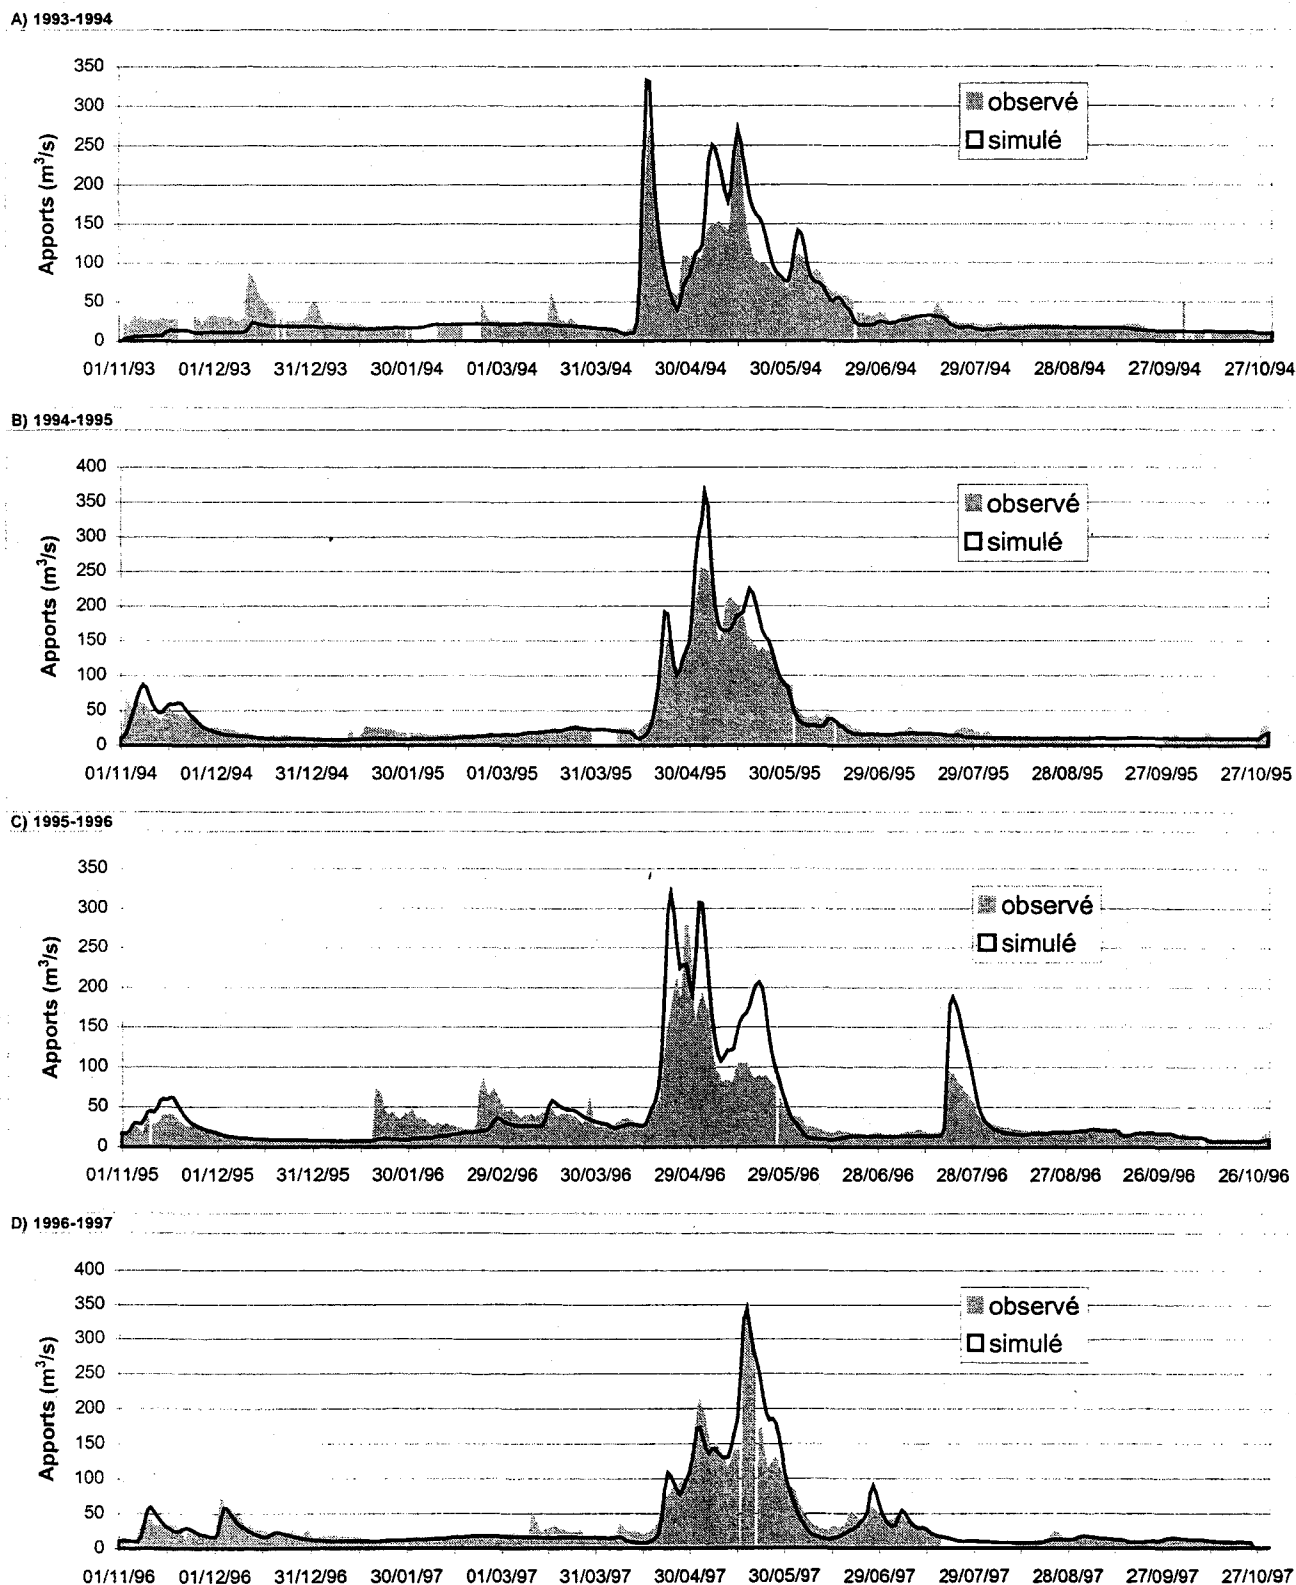 A) 1993-1994
350
300
250
200
150
100
50
0
Apports (m³/s)
observé
simulé
01/11/93 01/12/93 31/12/93 30/01/94 01/03/94 31/03/94 30/04/94 30/05/94 29/06/94 29/07/94 28/08/94 27/09/94 27/10/94
B) 1994-1995
400
350
300
250
200
150
100
50
0
Apports (m³/s)
observé
simulé
01/11/94 01/12/94 31/12/94 30/01/95 01/03/95 31/03/95 30/04/95 30/05/95 29/06/95 29/07/95 28/08/95 27/09/95 27/10/95
C) 1995-1996
350
300
250
200
150
100
50
0
Apports (m³/s)
observé
simulé
01/11/95 01/12/95 31/12/95 30/01/96 29/02/96 30/03/96 29/04/96 29/05/96 28/06/96 28/07/96 27/08/96 26/09/96 26/10/96
D) 1996-1997
400
350
300
250
200
150
100
50
0
Apports (m³/s)
observé
simulé
01/11/96 01/12/96 31/12/96 30/01/97 01/03/97 31/03/97 30/04/97 30/05/97 29/06/97 29/07/97 28/08/97 27/09/97 27/10/97